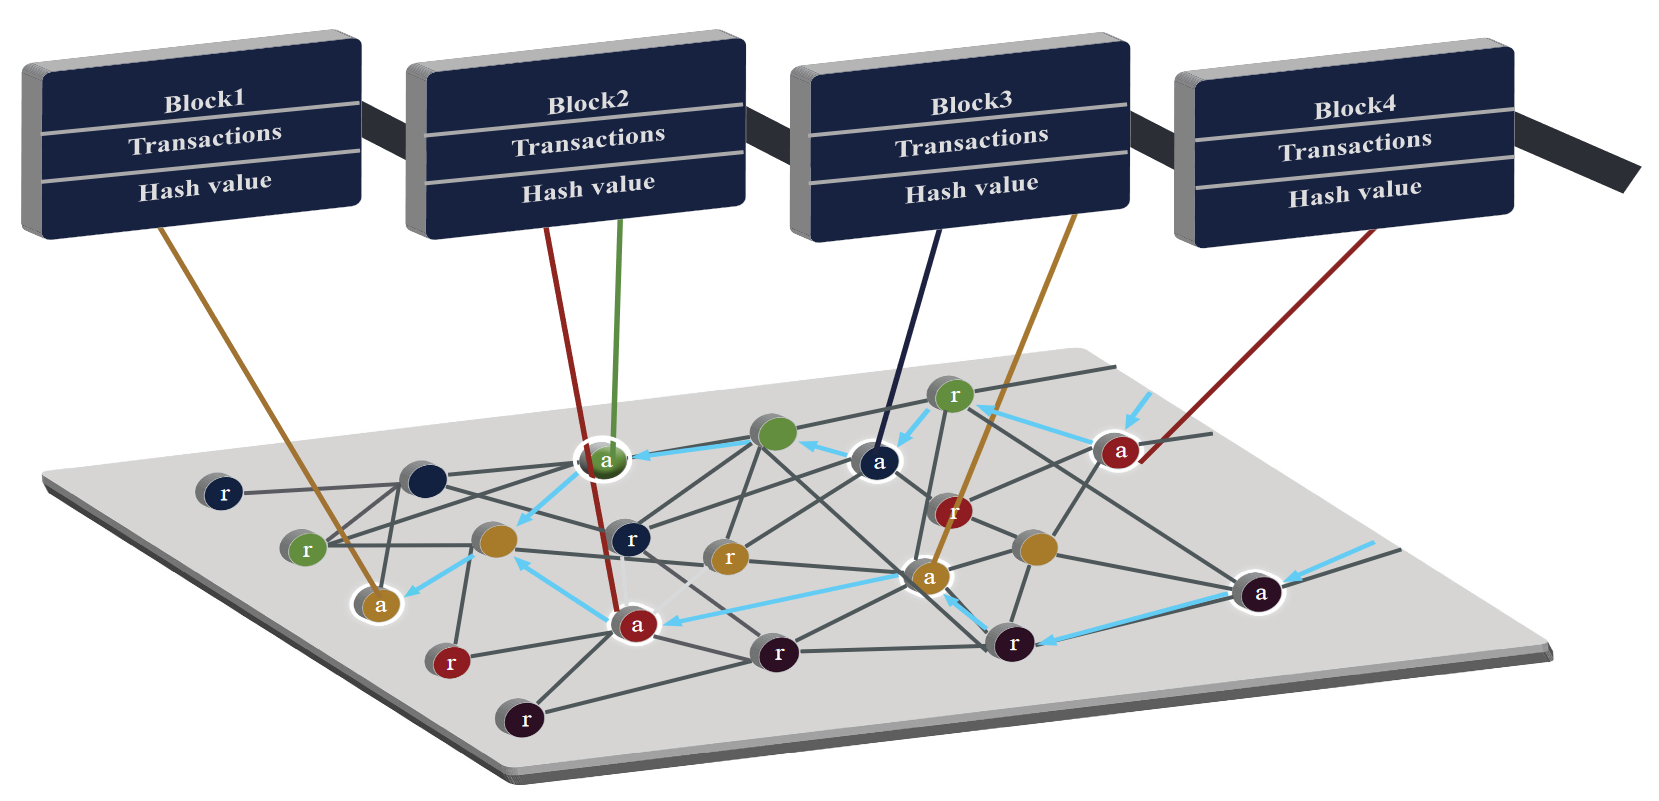 Block1
Transactions
Hash value
Block2
Transactions
Hash value
Block3
Transactions
Hash value
Block4
Transactions
Hash value
r
a
a
a
r
r
r
r
r
a
a
r
a
r
a
r
r
r